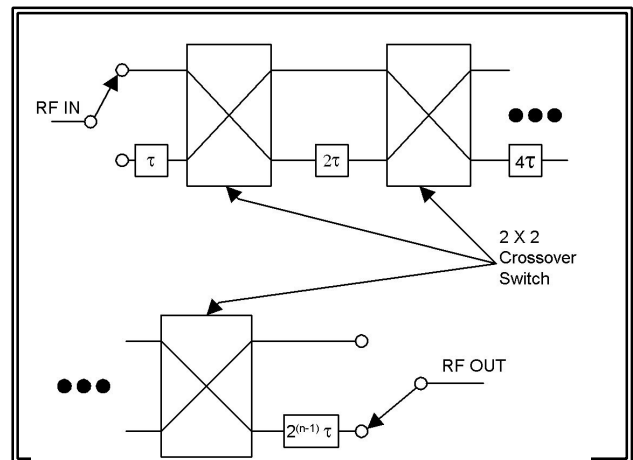 RF IN
τ
2τ
4τ
2 X 2
Crossover
Switch
RF OUT
2(n-1) τ